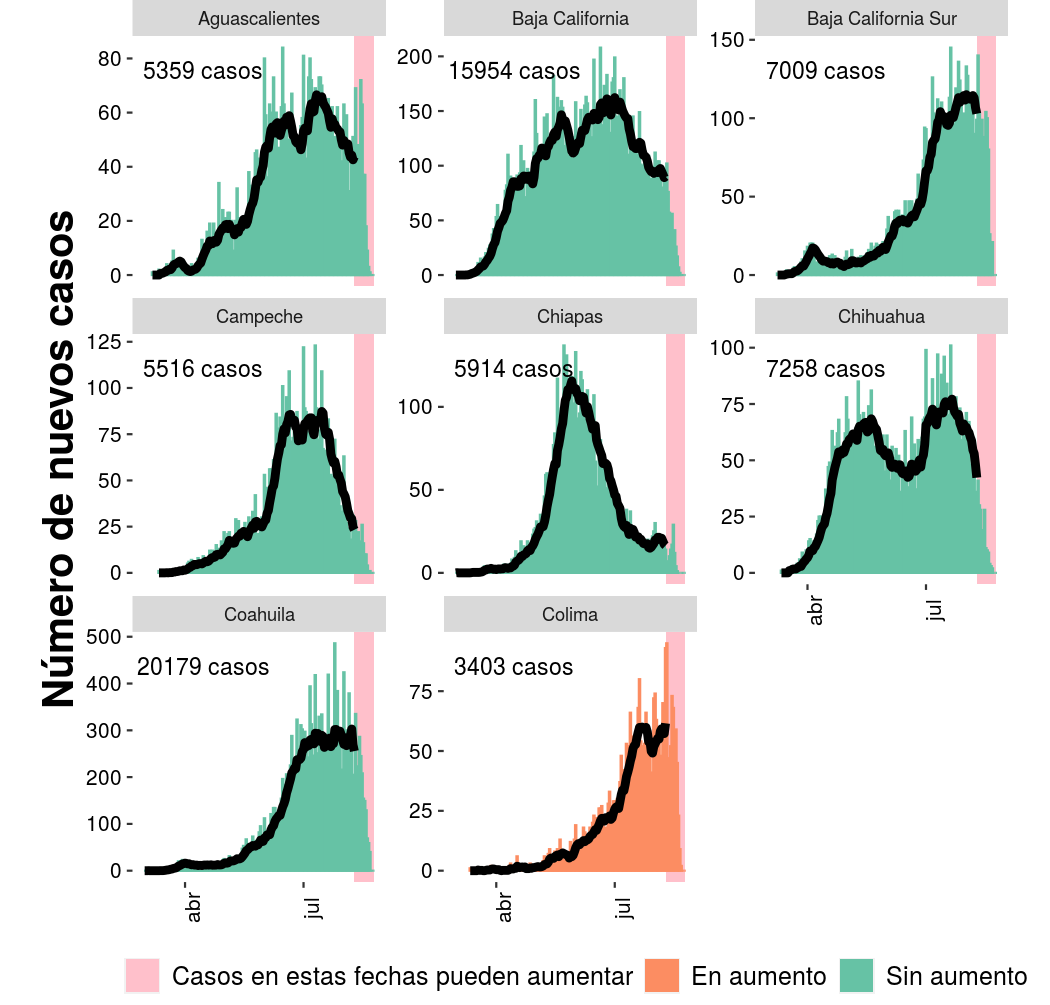 Número de nuevos casos
Aguascalientes
Baja California
Baja California Sur
5359 casos
15954 casos
7009 casos
80
60
40
20
0
200
150
100
50
0
150
100
50
0
Campeche
Chiapas
Chihuahua
5516 casos
5914 casos
7258 casos
125
100
75
50
25
0
100
50
0
100
75
50
25
0
abr
jul
Coahuila
Colima
20179 casos
3403 casos
500
400
300
200
100
0
75
50
25
0
abr
jul
abr
jul
Casos en estas fechas pueden aumentar
En aumento
Sin aumento